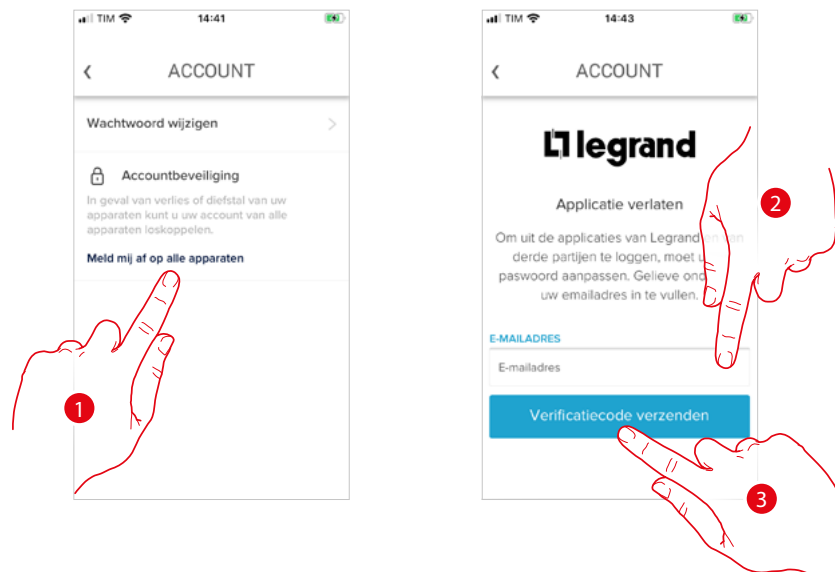 TIM 14:41
ACCOUNT
Wachtwoord wijzigen
Accountbeveiliging
In geval van verlies of diefstal van uw
apparaten kunt u uw account van alle
apparaten loskoppelen.
Meld mij af op alle apparaten
1
TIM 14:43
ACCOUNT
legrand
Applicatie verlaten
Om uit de applicaties van Legrand
derde partijen te loggen, moet u
paswoord aanpassen. Gelieve
uw emailadres in te vullen.
E-MAILADRES
E-mailadres
Verificatiecode verzenden
2
3